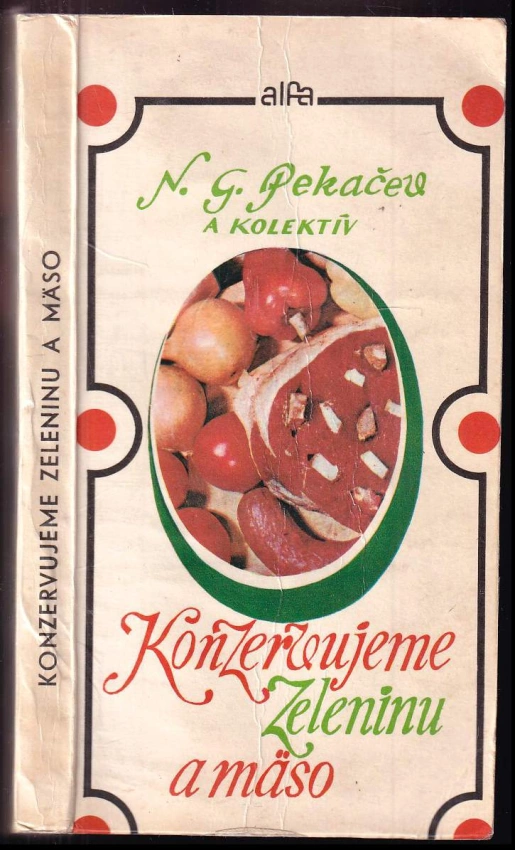 KONZERVUJEME ZELENINU A MÄSO
alfa
N. G. Pekačev
A KOLEKTÍV
Konzervujeme
Zeleninu
a mäso